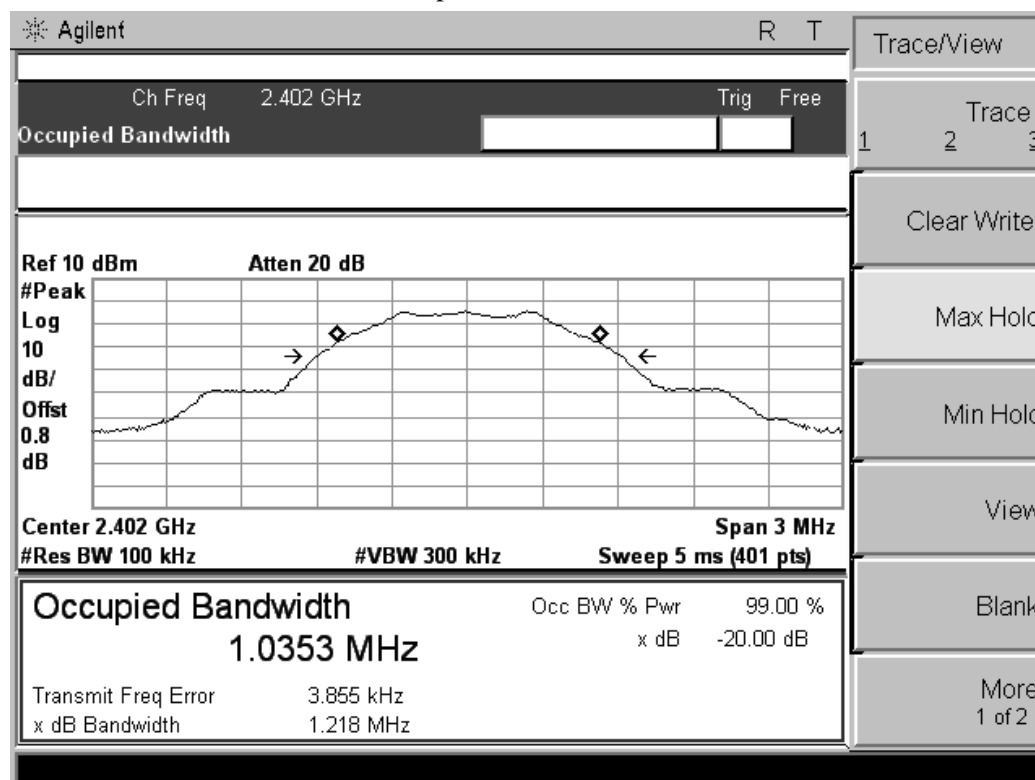 Agilent R T
Trace/View
Ch Freq 2.402 GHz Trig Free
Occupied Bandwidth
Trace
1 2 3
Clear Write
Max Hold
Min Hold
View
Blank
More
1 of 2
Ref 10 dBm Atten 20 dB
#Peak
Log
10
dB/
Offst
0.8
dB
Center 2.402 GHz Span 3 MHz
#Res BW 100 kHz #VBW 300 kHz Sweep 5 ms (401 pts)
Occupied Bandwidth Occ BW % Pwr 99.00 %
1.0353 MHz x dB -20.00 dB
Transmit Freq Error 3.855 kHz
x dB Bandwidth 1.218 MHz